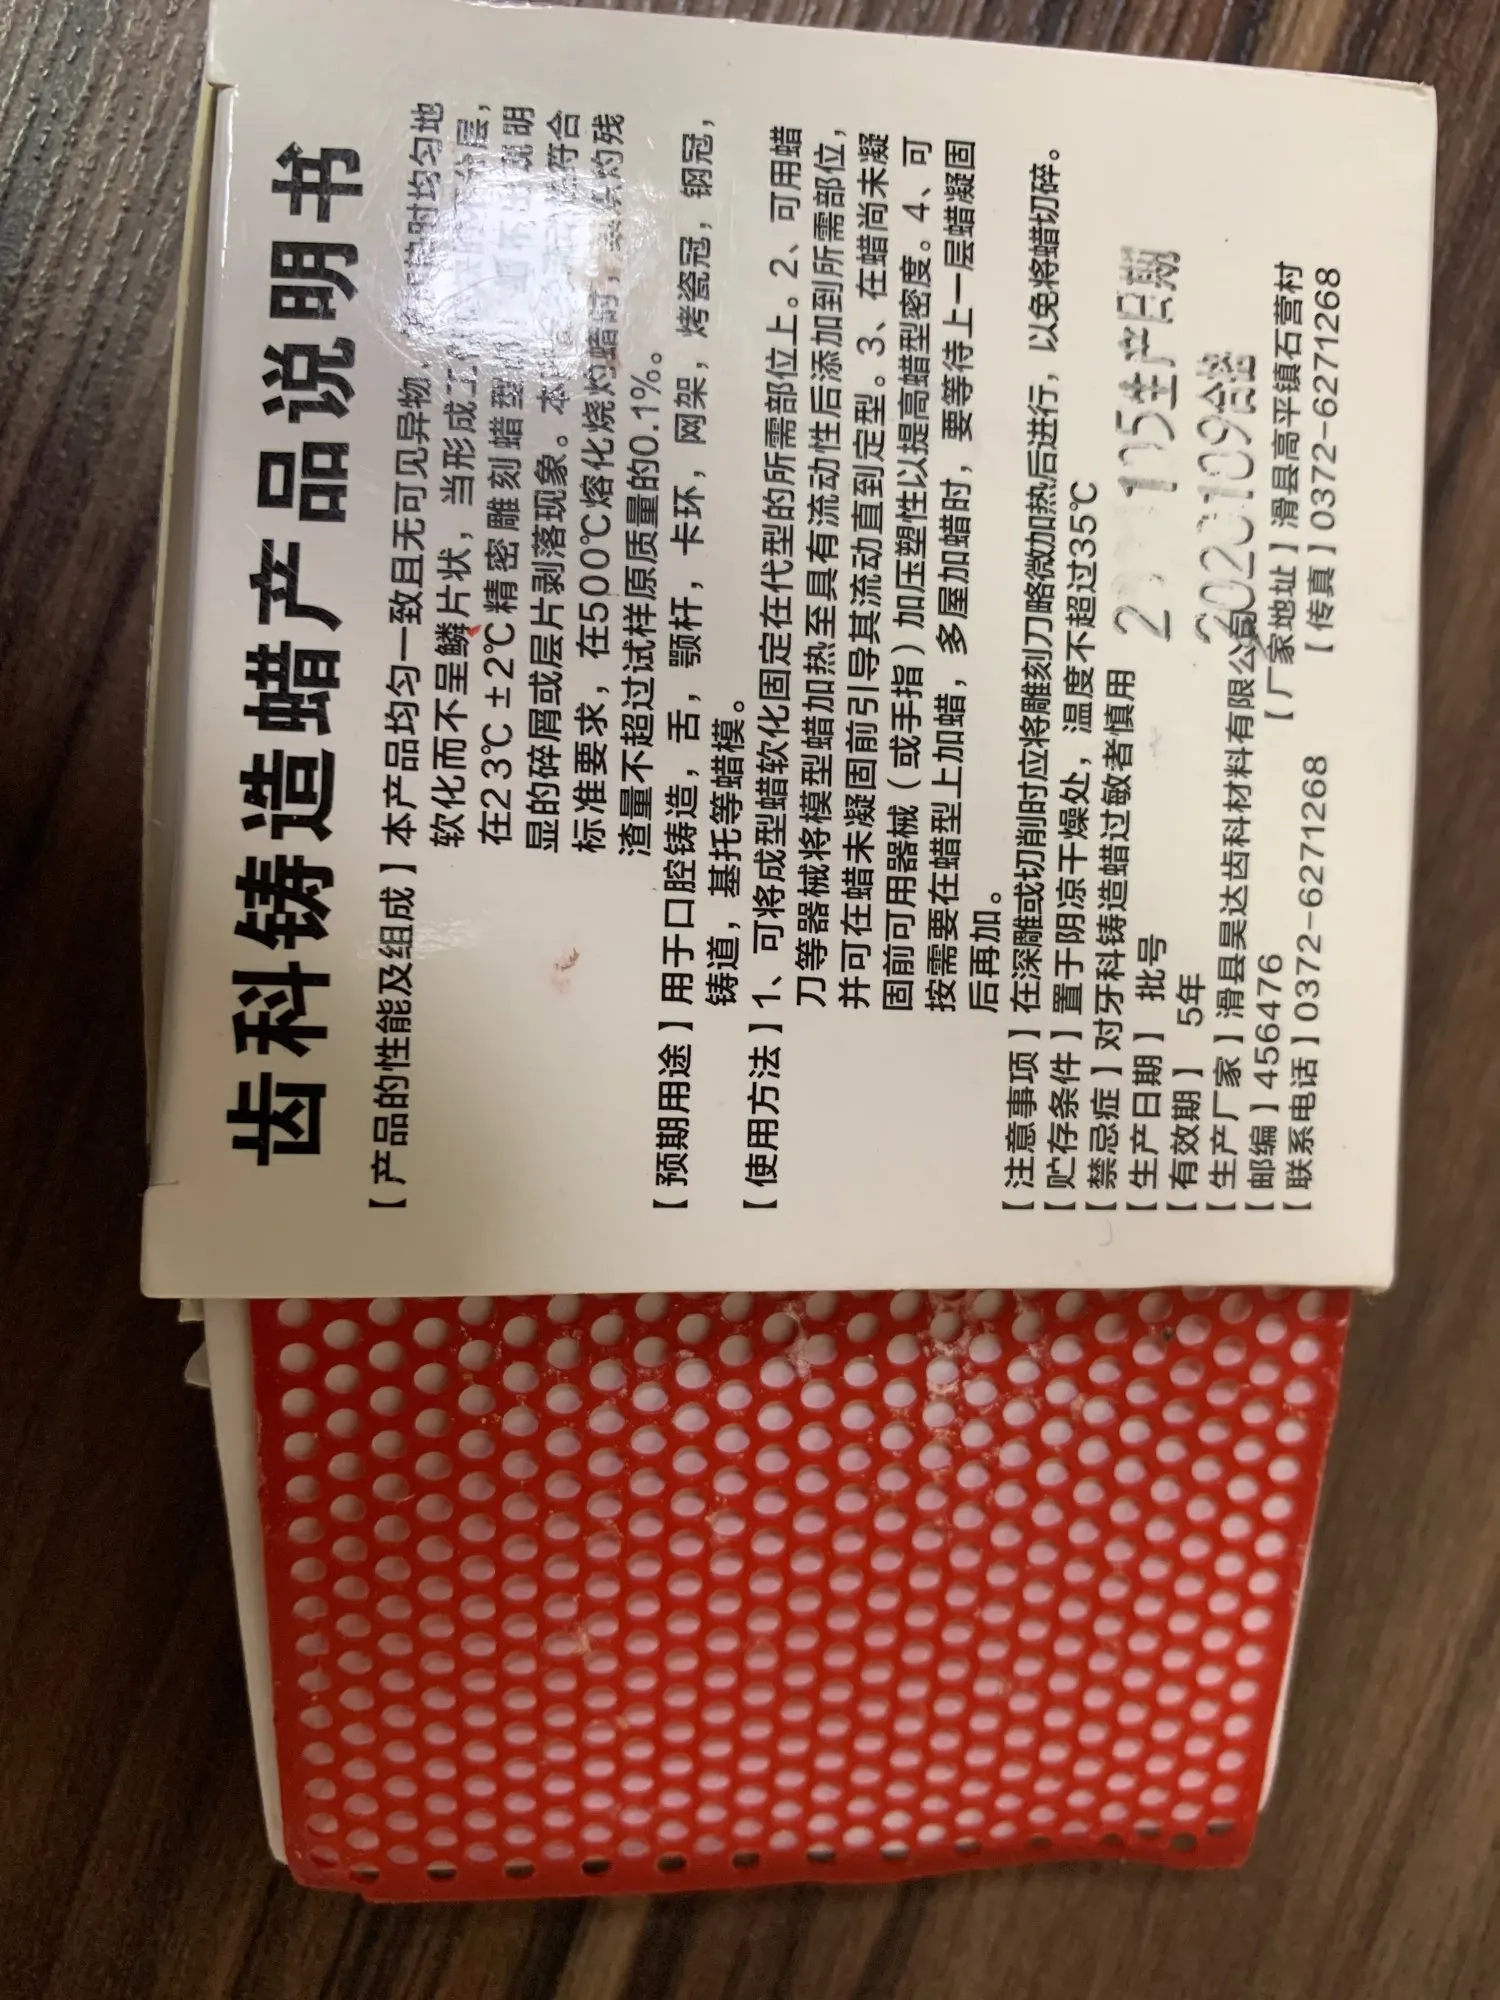 齿科铸造蜡产品说明书
【产品的性能及组成】本产品均匀一致且无可见异物、时均匀地
软化而不呈鳞片状，当形成工分层，
在23℃±2℃精密雕刻蜡型说明
显的碎屑或层片剥落现象。本符合
标准要求，在500℃熔化烧灼蜡时，灼残
渣量不超过试样原质量的0.1%。
【预期用途】用于口腔铸造，舌，颚杆，卡环，网架，烤瓷冠，钢冠，
铸道，基托等蜡模。
【使用方法】1、可将成型蜡软化固定在代型的所需部位上。2、可用蜡
刀等器械将模型蜡加热至具有流动性后添加到所需部位，
并可在蜡未凝固前引导其流动直到定型。3、在蜡尚未凝
固前可用器械（或手指）加压塑性以提高蜡型密度。4、可
按需要在蜡型上加蜡，多屋加蜡时，要等待上一层蜡凝固
后再加。
【注意事项】在深雕或切削时应将雕刻刀略微加热后进行，以免将蜡切碎。
【贮存条件】置于阴凉干燥处，温度不超过35℃
【禁忌症】对牙科铸造蜡过敏者慎用
【生产日期】 批号 生产日期
【有效期】 5年
【生产厂家】滑县昊达齿科材料有限公司
【邮编】456476 【厂家地址】滑县高平镇石营村
【联系电话】0372-6271268 【传真】0372-6271268